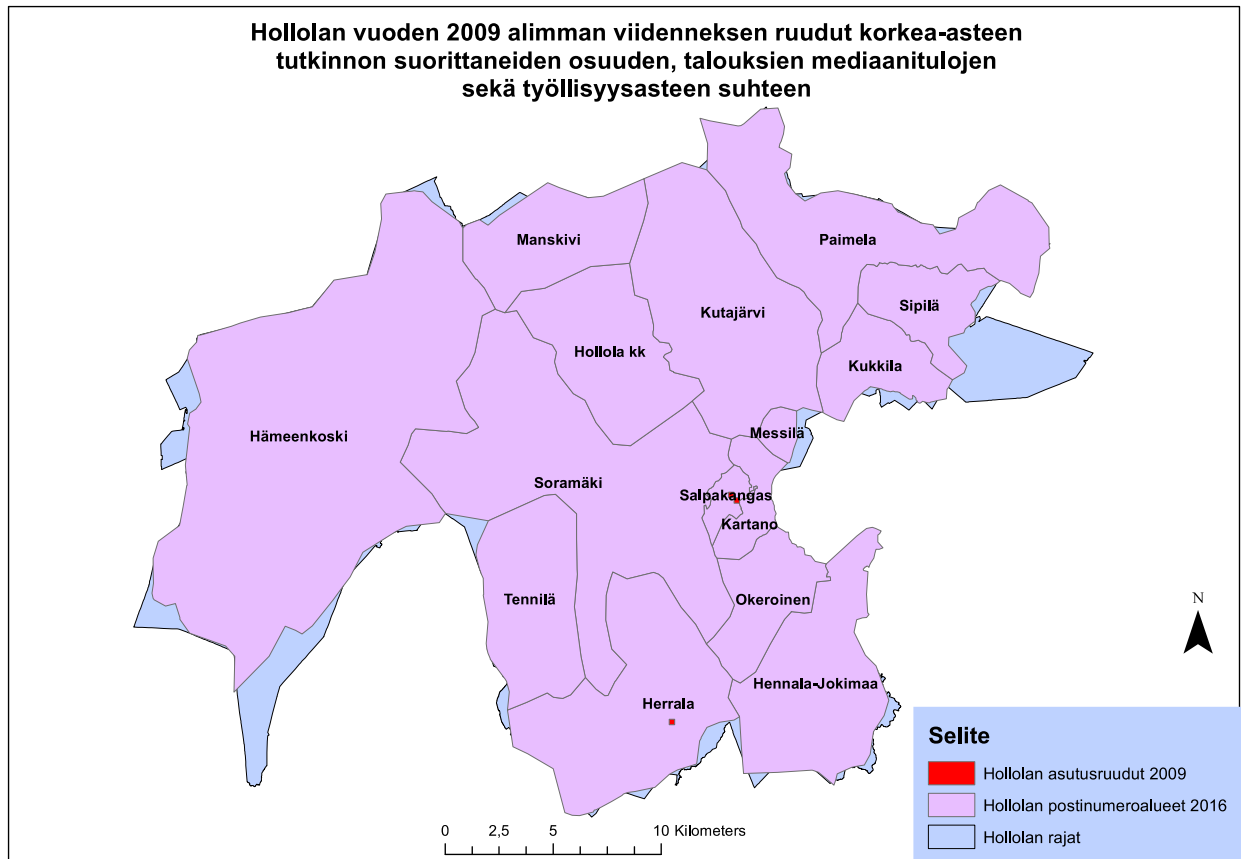 Hollolan vuoden 2009 alimman viidenneksen ruudut korkea-asteen
tutkinnon suorittaneiden osuuden, talouksien mediaanitulojen
sekä työllisyysasteen suhteen
Manskivi
Paimela
Sipilä
Kutajärvi
Hollola kk
Kukkila
Hämeenkoski
Messilä
Soramäki
Salpakangas
Kartano
Tennilä
Okeroinen
N
Hennala-Jokimaa
Herrala
Selite
Hollolan asutusruudut 2009
Hollolan postinumeroalueet 2016
Hollolan rajat
0 2,5 5 10 Kilometers